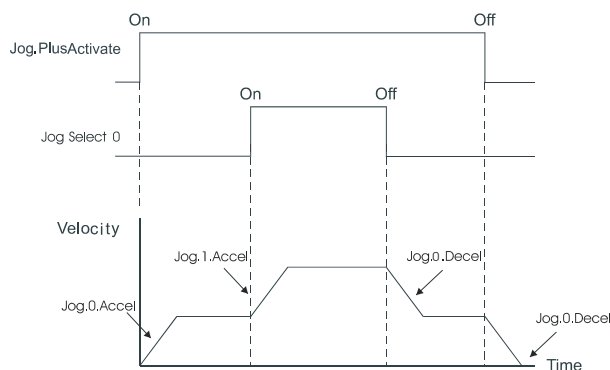 On
Off
Jog.PlusActivate
On
Off
Jog Select 0
Velocity
Jog.1.Accel
Jog.0.Decel
Jog.0.Accel
Jog.0.Decel
Time